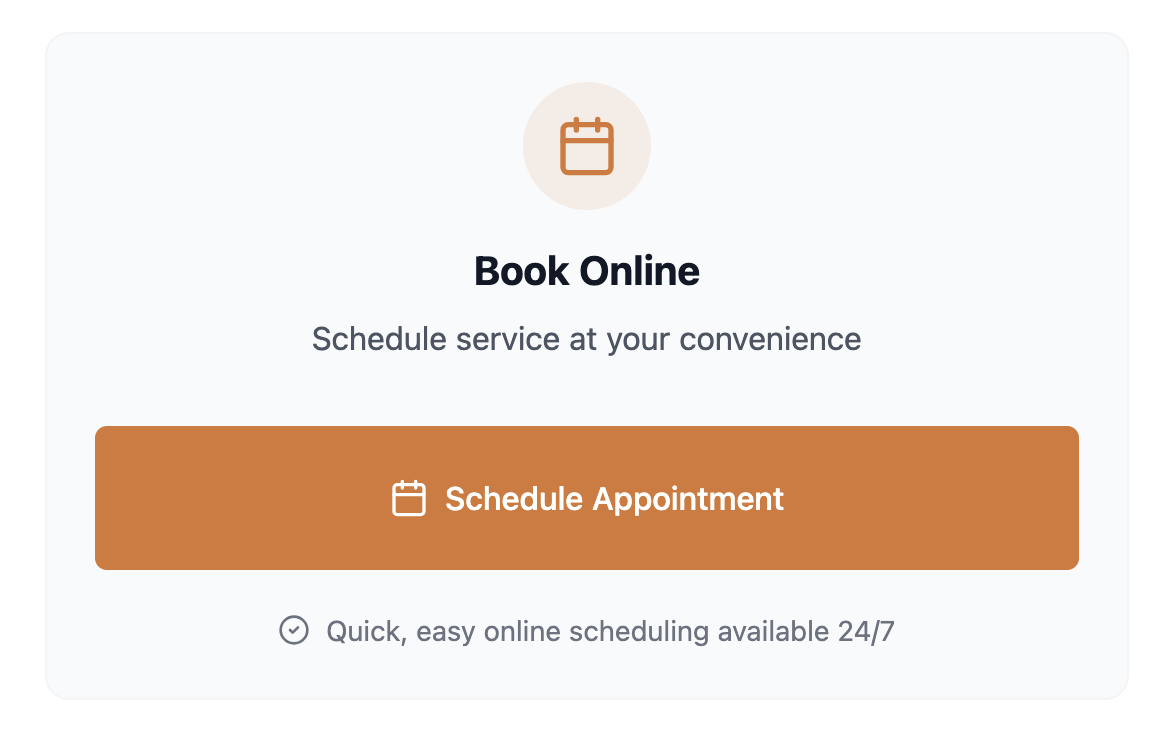 Book Online
Schedule service at your convenience
Schedule Appointment
Quick, easy online scheduling available 24/7